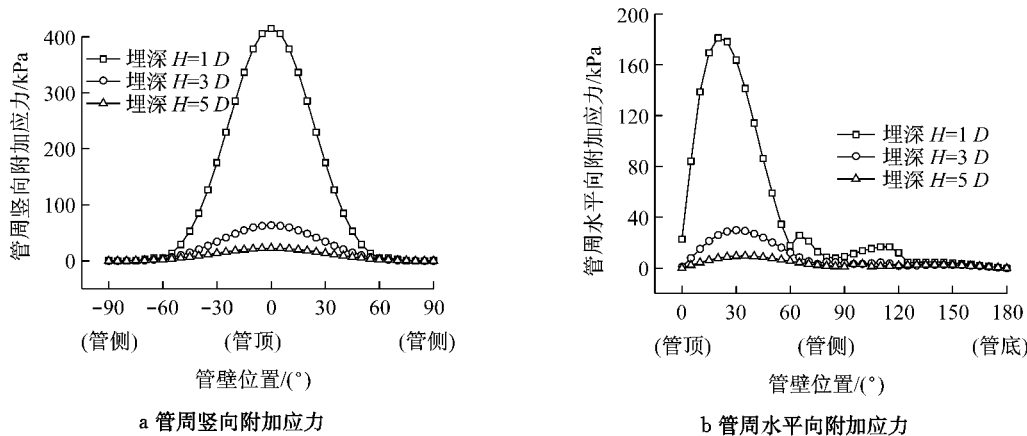 管周竖向附加应力/kPa
400
300
200
100
0
埋深 H=1 D
埋深 H=3 D
埋深 H=5 D
-90 -60 -30 0 30 60 90
(管侧) (管顶) (管侧)
管壁位置/(°)
a 管周竖向附加应力
管周水平向附加应力/kPa
200
160
120
80
40
0
埋深 H=1 D
埋深 H=3 D
埋深 H=5 D
0 30 60 90 120 150 180
(管顶) (管侧) (管底)
管壁位置/(°)
b 管周水平向附加应力